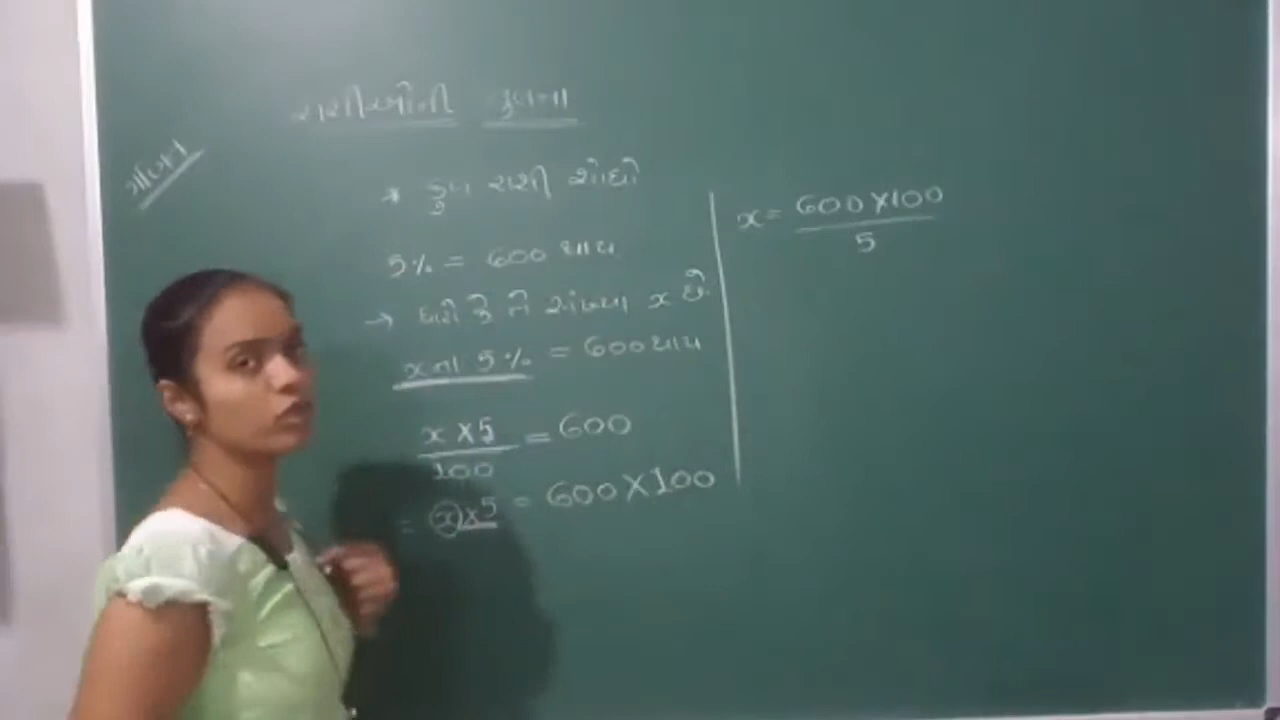 રાશીઓની તુલના
ગણિત
* કુલ રાશી શોધો
5% = 600 થાય
→ ધારો કે તે સંખ્યા x છે.
x ના 5% = 600 થાય
x × 5 / 100 = 600
= x × 5 = 600 × 100
x = 600 × 100 / 5